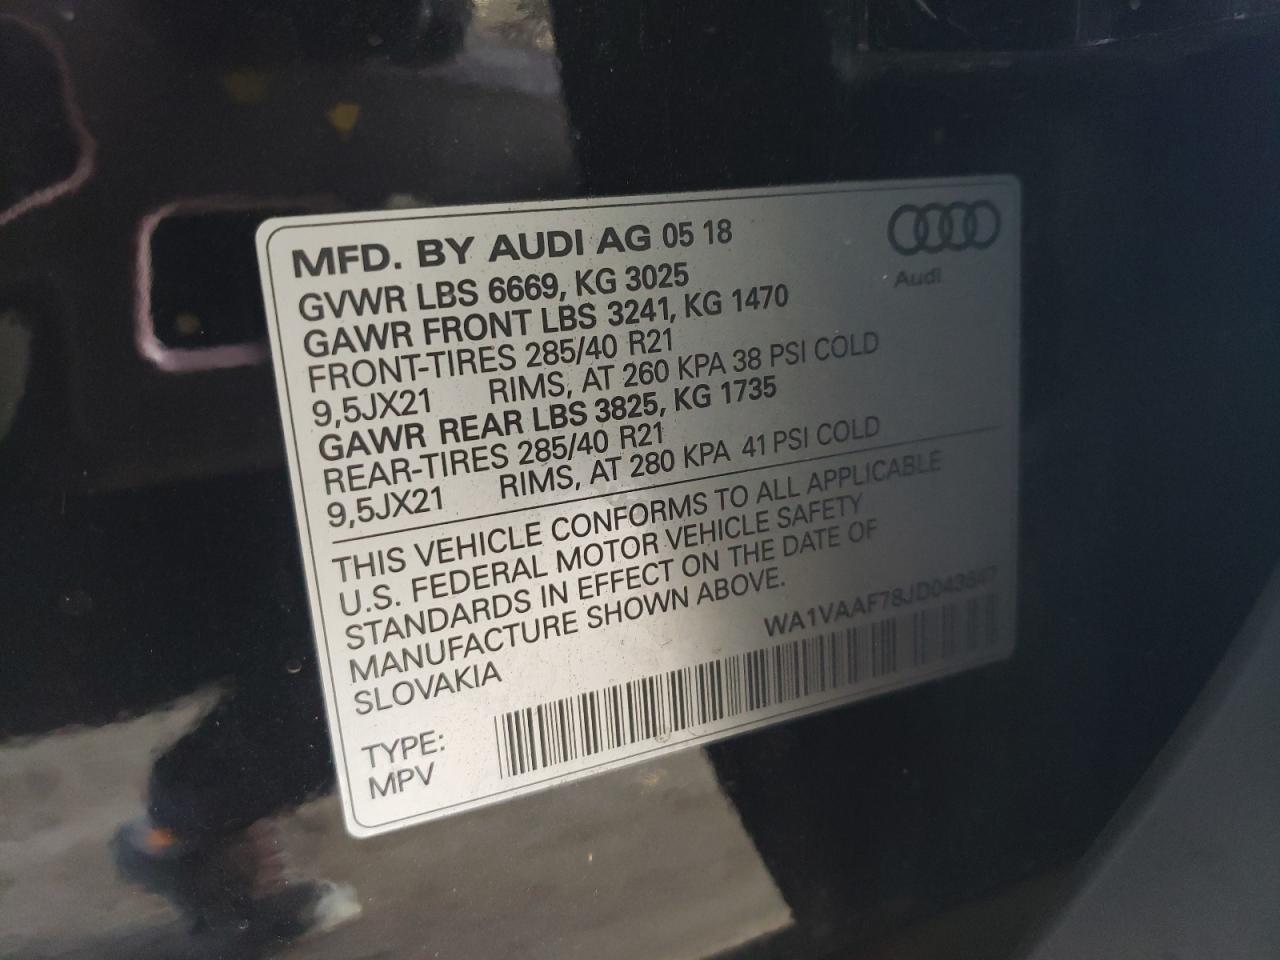 MFD. BY AUDI AG 05 18
Audi
GVWR LBS 6669, KG 3025
GAWR FRONT LBS 3241, KG 1470
FRONT-TIRES 285/40 R21
9,5JX21 RIMS, AT 260 KPA 38 PSI COLD
GAWR REAR LBS 3825, KG 1735
REAR-TIRES 285/40 R21
9,5JX21 RIMS, AT 280 KPA 41 PSI COLD
THIS VEHICLE CONFORMS TO ALL APPLICABLE
U.S. FEDERAL MOTOR VEHICLE SAFETY
STANDARDS IN EFFECT ON THE DATE OF
MANUFACTURE SHOWN ABOVE.
SLOVAKIA
TYPE:
MPV